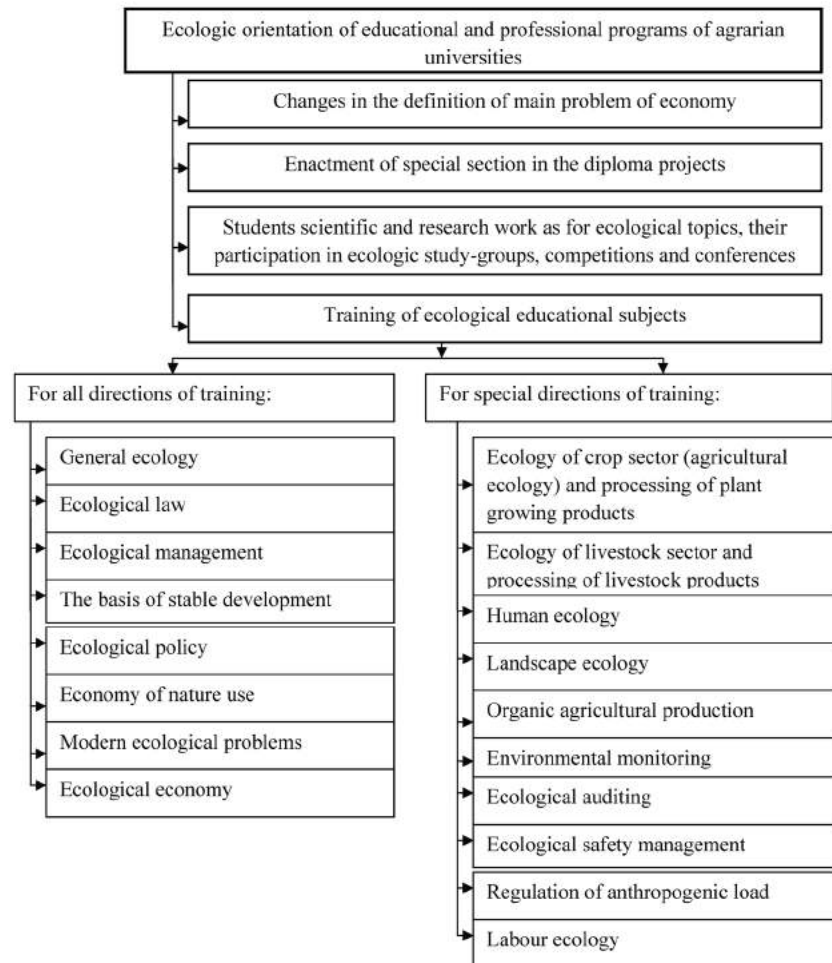 Ecologic orientation of educational and professional programs of agrarian
universities
Changes in the definition of main problem of economy
Enactment of special section in the diploma projects
Students scientific and research work as for ecological topics, their
participation in ecologic study-groups, competitions and conferences
Training of ecological educational subjects
For all directions of training:
General ecology
Ecological law
Ecological management
The basis of stable development
Ecological policy
Economy of nature use
Modern ecological problems
Ecological economy
For special directions of training:
Ecology of crop sector (agricultural
ecology) and processing of plant
growing products
Ecology of livestock sector and
processing of livestock products
Human ecology
Landscape ecology
Organic agricultural production
Environmental monitoring
Ecological auditing
Ecological safety management
Regulation of anthropogenic load
Labour ecology